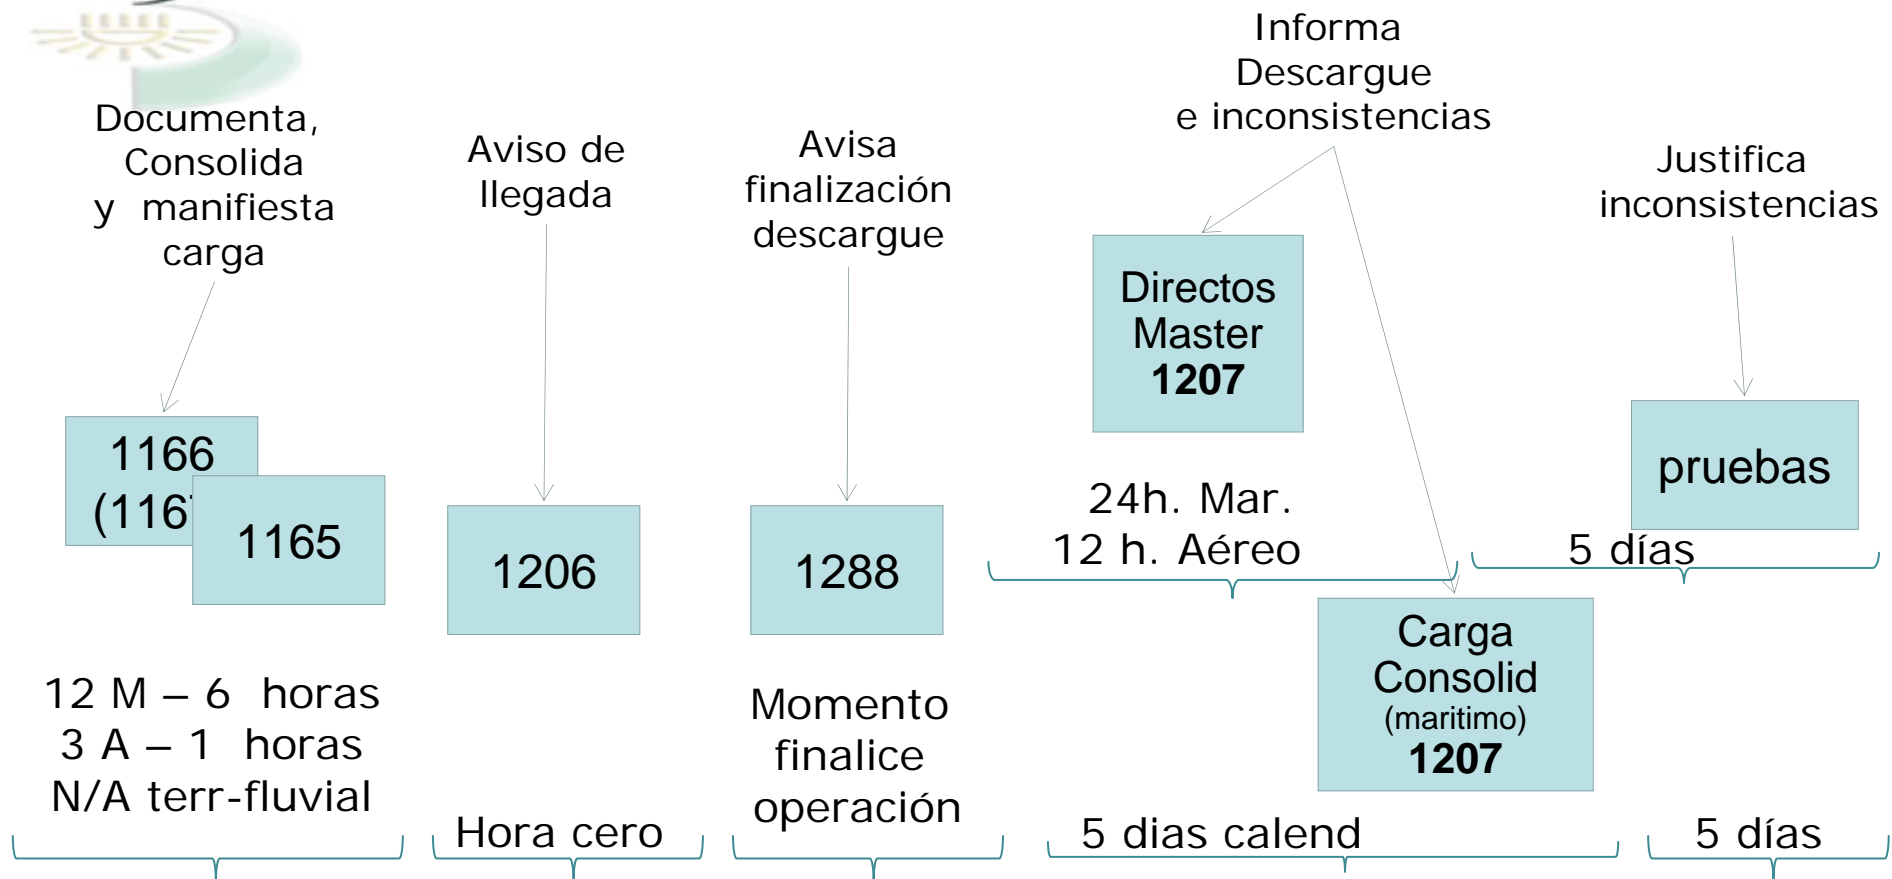 Documenta,
Consolida
y manifiesta
carga
1166
(116
1165
12 M – 6 horas
3 A – 1 horas
N/A terr-fluvial
Aviso de
llegada
1206
Hora cero
Avisa
finalización
descargue
1288
Momento
finalice
operación
Informa
Descargue
e inconsistencias
Directos
Master
1207
24h. Mar.
12 h. Aéreo
Carga
Consolid
(maritimo)
1207
5 dias calend
Justifica
inconsistencias
pruebas
5 días
5 días